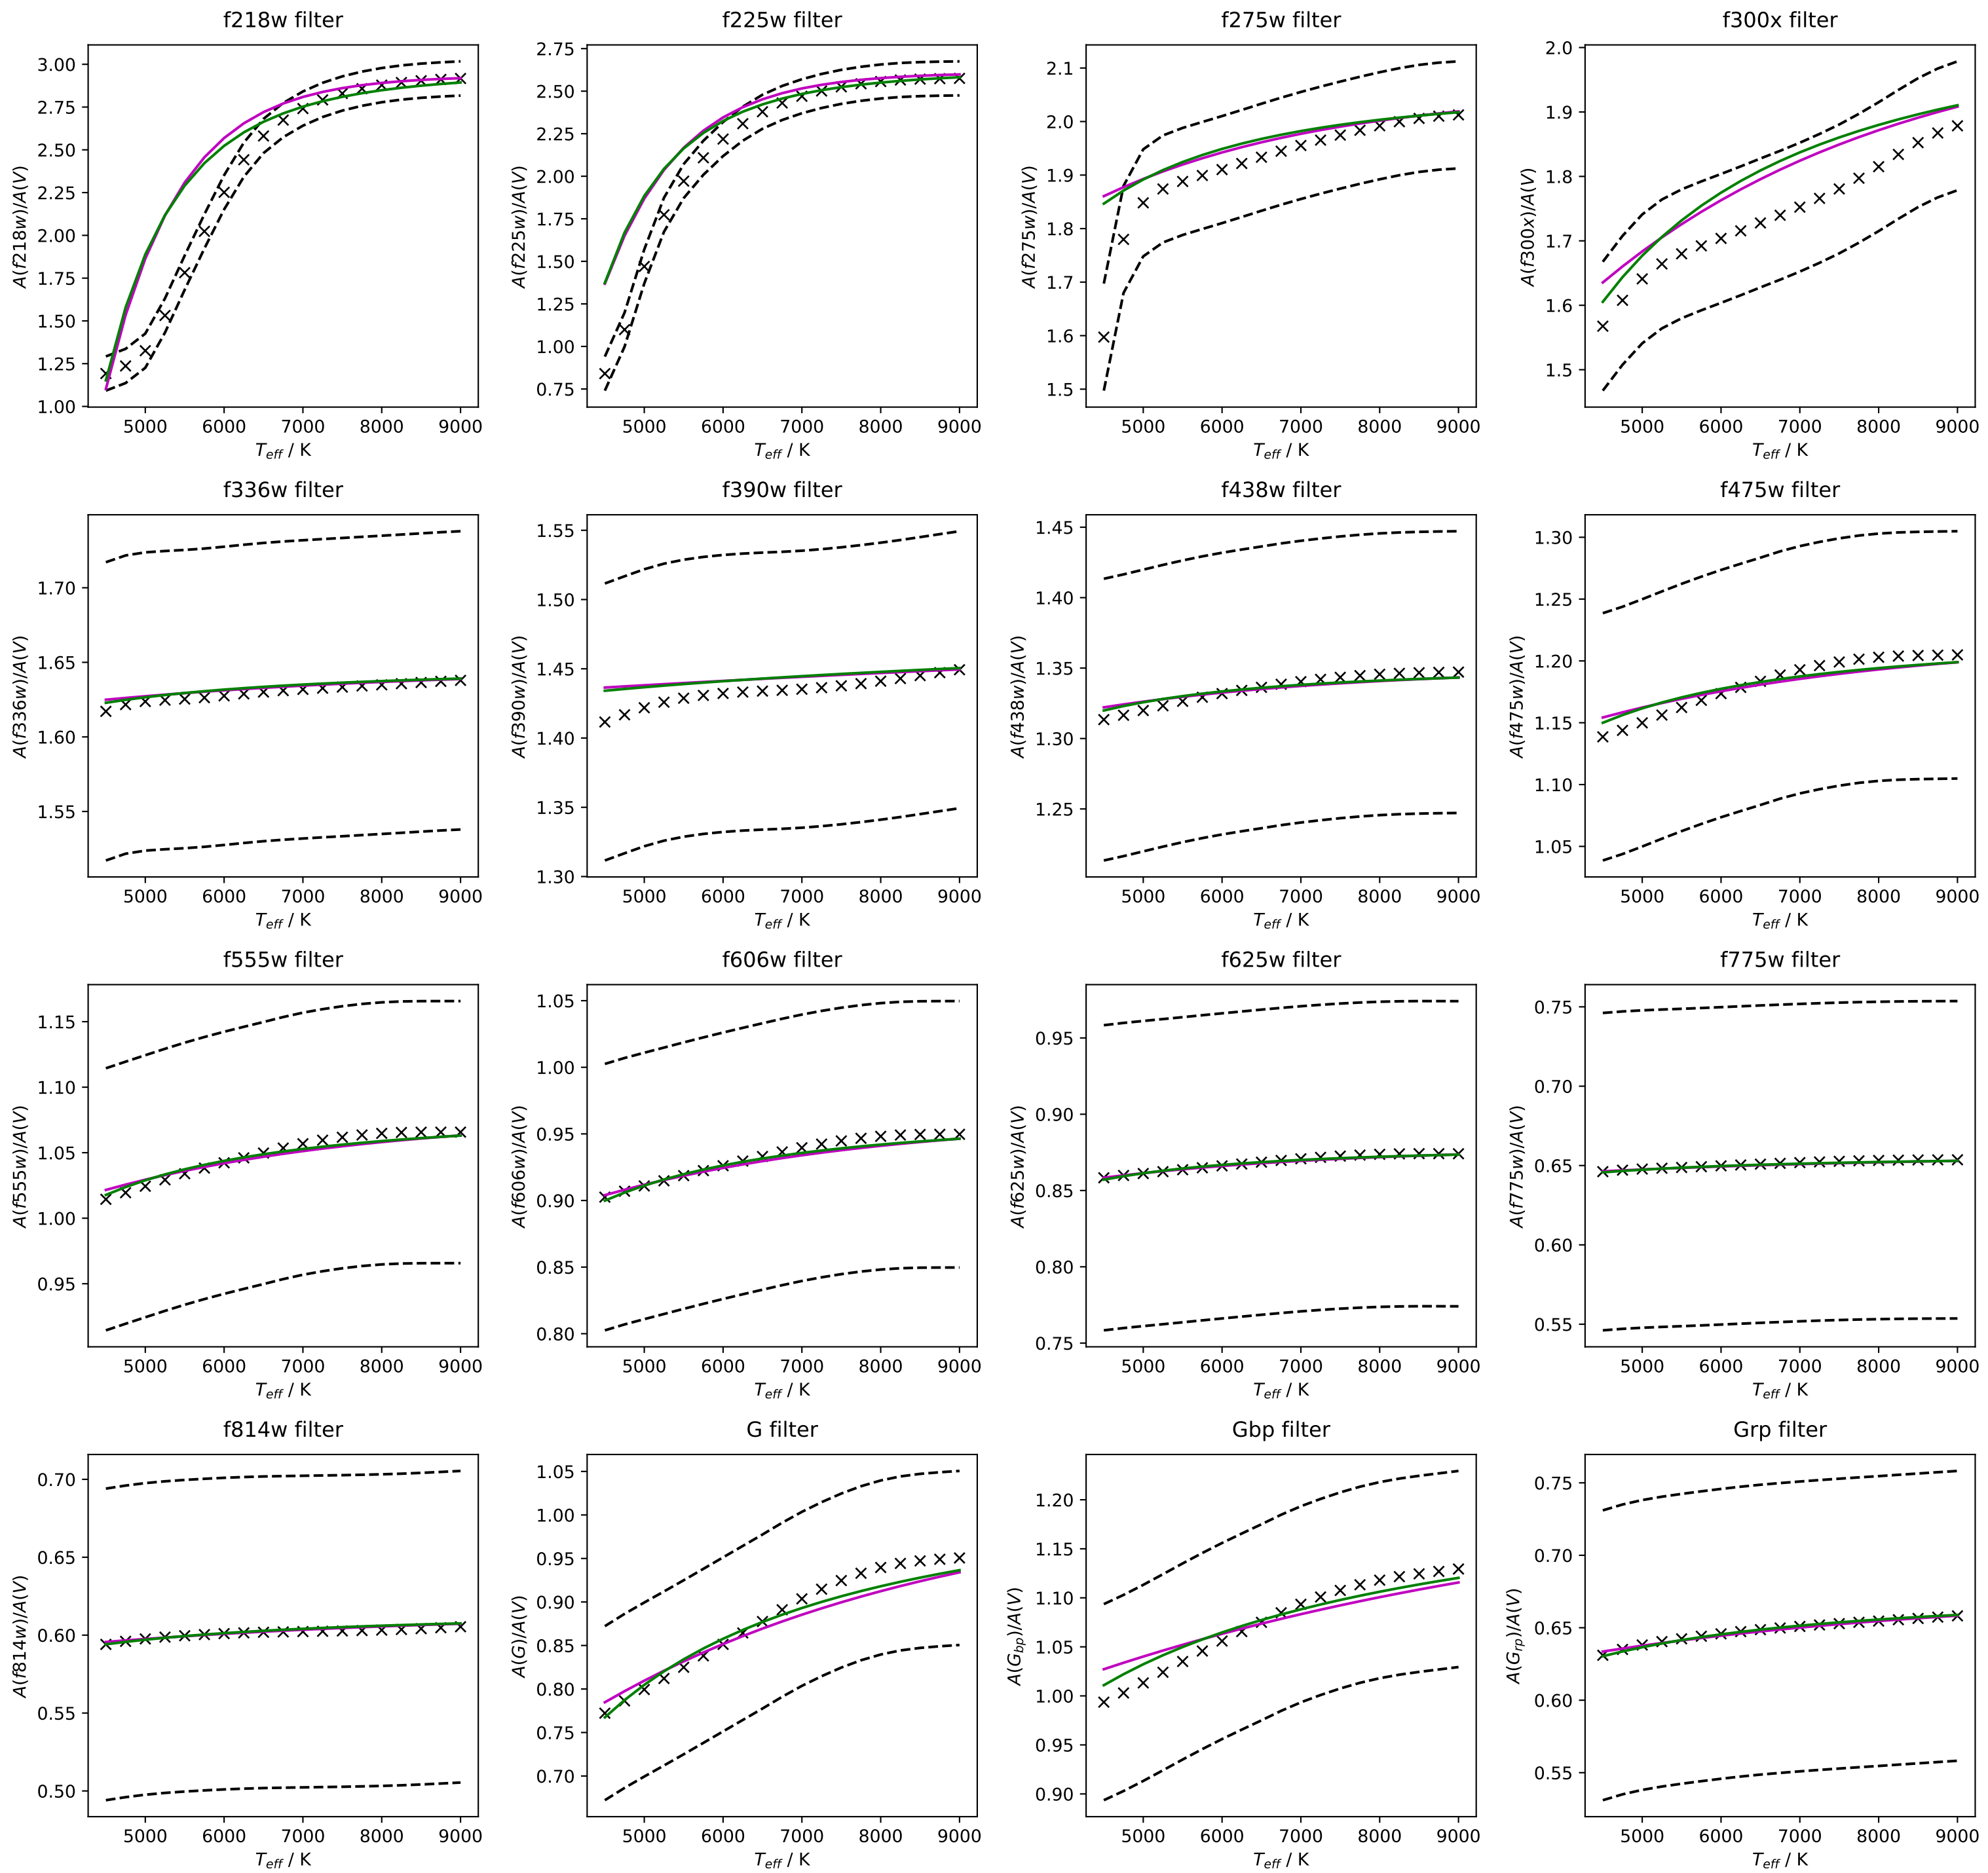 f218w filter
f225w filter
f275w filter
f300x filter
A(f218w)/A(V)
3.00
2.75
2.50
2.25
2.00
1.75
1.50
1.25
1.00
5000 6000 7000 8000 9000
T_eff / K
A(f225w)/A(V)
2.75
2.50
2.25
2.00
1.75
1.50
1.25
1.00
0.75
5000 6000 7000 8000 9000
T_eff / K
A(f275w)/A(V)
2.1
2.0
1.9
1.8
1.7
1.6
1.5
5000 6000 7000 8000 9000
T_eff / K
A(f300x)/A(V)
2.0
1.9
1.8
1.7
1.6
1.5
5000 6000 7000 8000 9000
T_eff / K
f336w filter
f390w filter
f438w filter
f475w filter
A(f336w)/A(V)
1.70
1.65
1.60
1.55
5000 6000 7000 8000 9000
T_eff / K
A(f390w)/A(V)
1.55
1.50
1.45
1.40
1.35
1.30
5000 6000 7000 8000 9000
T_eff / K
A(f438w)/A(V)
1.45
1.40
1.35
1.30
1.25
5000 6000 7000 8000 9000
T_eff / K
A(f475w)/A(V)
1.30
1.25
1.20
1.15
1.10
1.05
5000 6000 7000 8000 9000
T_eff / K
f555w filter
f606w filter
f625w filter
f775w filter
A(f555w)/A(V)
1.15
1.10
1.05
1.00
0.95
5000 6000 7000 8000 9000
T_eff / K
A(f606w)/A(V)
1.05
1.00
0.95
0.90
0.85
0.80
5000 6000 7000 8000 9000
T_eff / K
A(f625w)/A(V)
0.95
0.90
0.85
0.80
0.75
5000 6000 7000 8000 9000
T_eff / K
A(f775w)/A(V)
0.75
0.70
0.65
0.60
0.55
5000 6000 7000 8000 9000
T_eff / K
f814w filter
G filter
Gbp filter
Grp filter
A(f814w)/A(V)
0.70
0.65
0.60
0.55
0.50
5000 6000 7000 8000 9000
T_eff / K
A(G))/A(V)
1.05
1.00
0.95
0.90
0.85
0.80
0.75
0.70
5000 6000 7000 8000 9000
T_eff / K
A(G_bp)/A(V)
1.20
1.15
1.10
1.05
1.00
0.95
0.90
5000 6000 7000 8000 9000
T_eff / K
A(G_rp)/A(V)
0.75
0.70
0.65
0.60
0.55
5000 6000 7000 8000 9000
T_eff / K